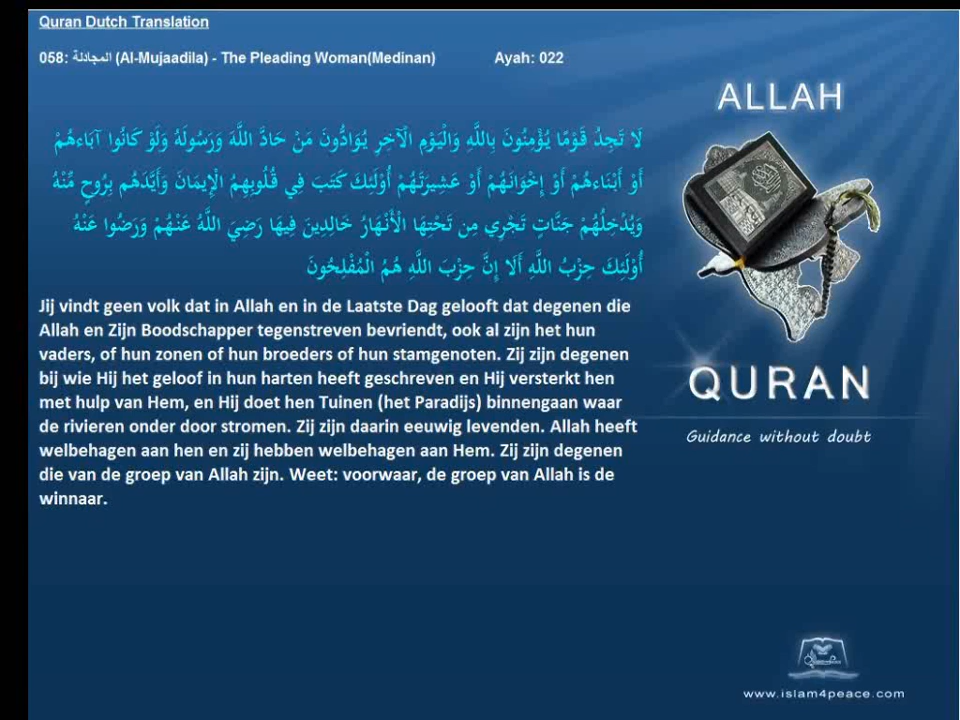 Quran Dutch Translation
058: المجادلة (Al-Mujaadila) - The Pleading Woman(Medinan) Ayah: 022
لَا تَجِدُ قَوْمًا يُؤْمِنُونَ بِاللَّهِ وَالْيَوْمِ الْآخِرِ يُوَادُّونَ مَنْ حَادَّ اللَّهَ وَرَسُولَهُ وَلَوْ كَانُوا آبَاءهُمْ
أَوْ أَبْنَاءهُمْ أَوْ إِخْوَانَهُمْ أَوْ عَشِيرَتَهُمْ أُوْلَئِكَ كَتَبَ فِي قُلُوبِهِمُ الْإِيمَانَ وَأَيَّدَهُم بِرُوحٍ مِّنْهُ
وَيُدْخِلُهُمْ جَنَّاتٍ تَجْرِي مِن تَحْتِهَا الْأَنْهَارُ خَالِدِينَ فِيهَا رَضِيَ اللَّهُ عَنْهُمْ وَرَضُوا عَنْهُ
أُوْلَئِكَ حِزْبُ اللَّهِ أَلَا إِنَّ حِزْبَ اللَّهِ هُمُ الْمُفْلِحُونَ
Jij vindt geen volk dat in Allah en in de Laatste Dag gelooft dat degenen die
Allah en Zijn Boodschapper tegenstreven bevriendt, ook al zijn het hun
vaders, of hun zonen of hun broeders of hun stamgenoten. Zij zijn degenen
bij wie Hij het geloof in hun harten heeft geschreven en Hij versterkt hen
met hulp van Hem, en Hij doet hen Tuinen (het Paradijs) binnengaan waar
de rivieren onder door stromen. Zij zijn daarin eeuwig levenden. Allah heeft
welbehagen aan hen en zij hebben welbehagen aan Hem. Zij zijn degenen
die van de groep van Allah zijn. Weet: voorwaar, de groep van Allah is de
winnaar.
ALLAH
QURAN
Guidance without doubt
www.islam4peace.com